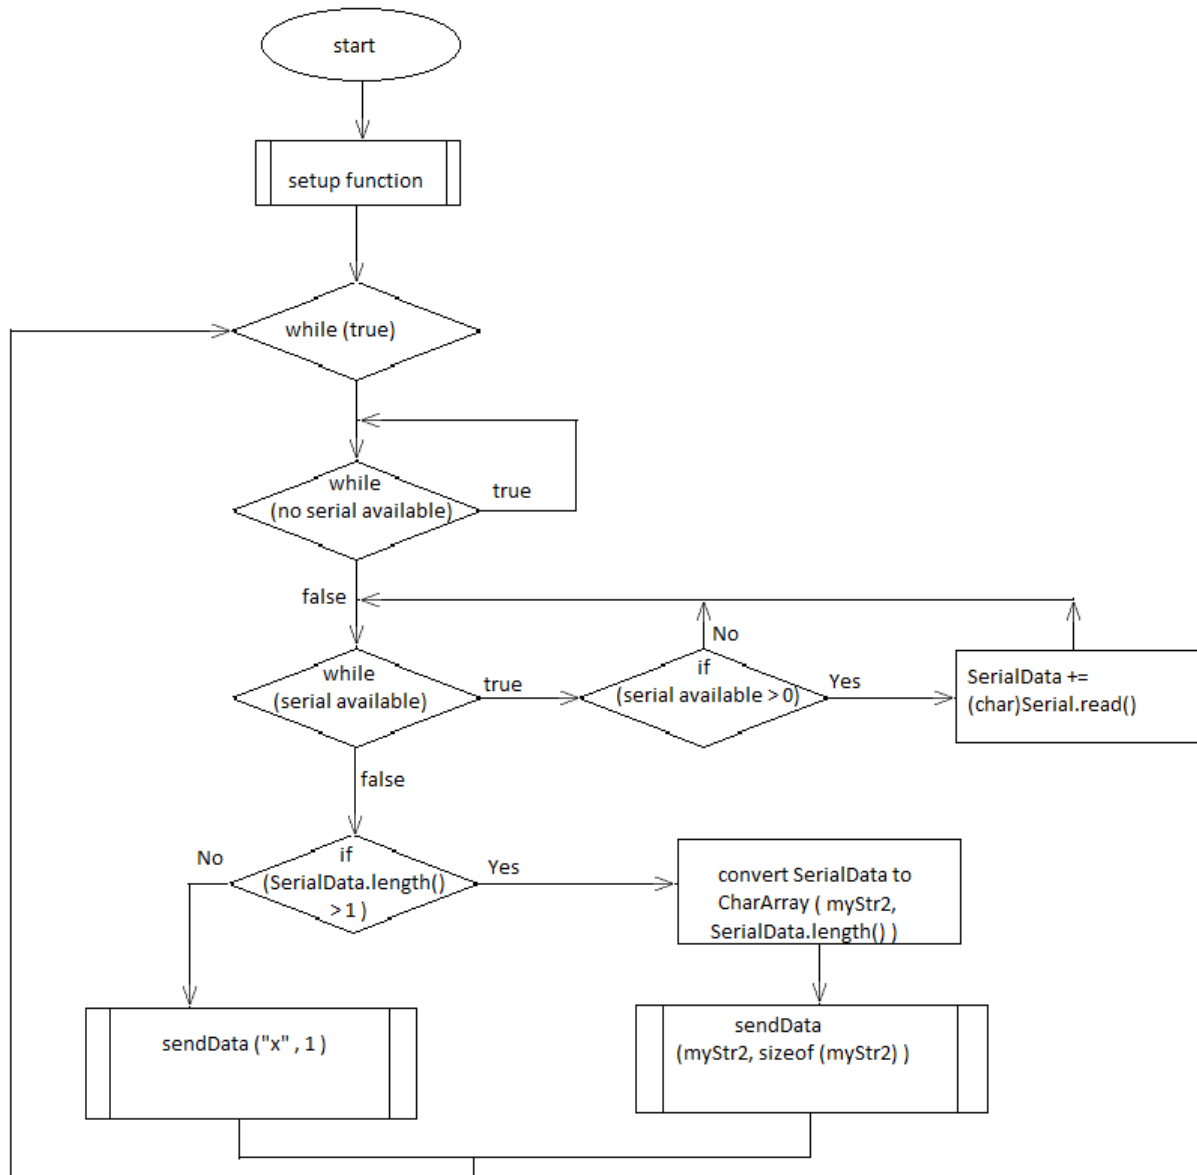 start
setup function
while (true)
while
(no serial available)
true
false
while
(serial available)
true
if
(serial available > 0)
No
Yes
SerialData +=
(char)Serial.read()
false
if
(SerialData.length()
> 1 )
No
Yes
convert SerialData to
CharArray ( myStr2,
SerialData.length() )
sendData ("x" , 1 )
sendData
(myStr2, sizeof (myStr2) )